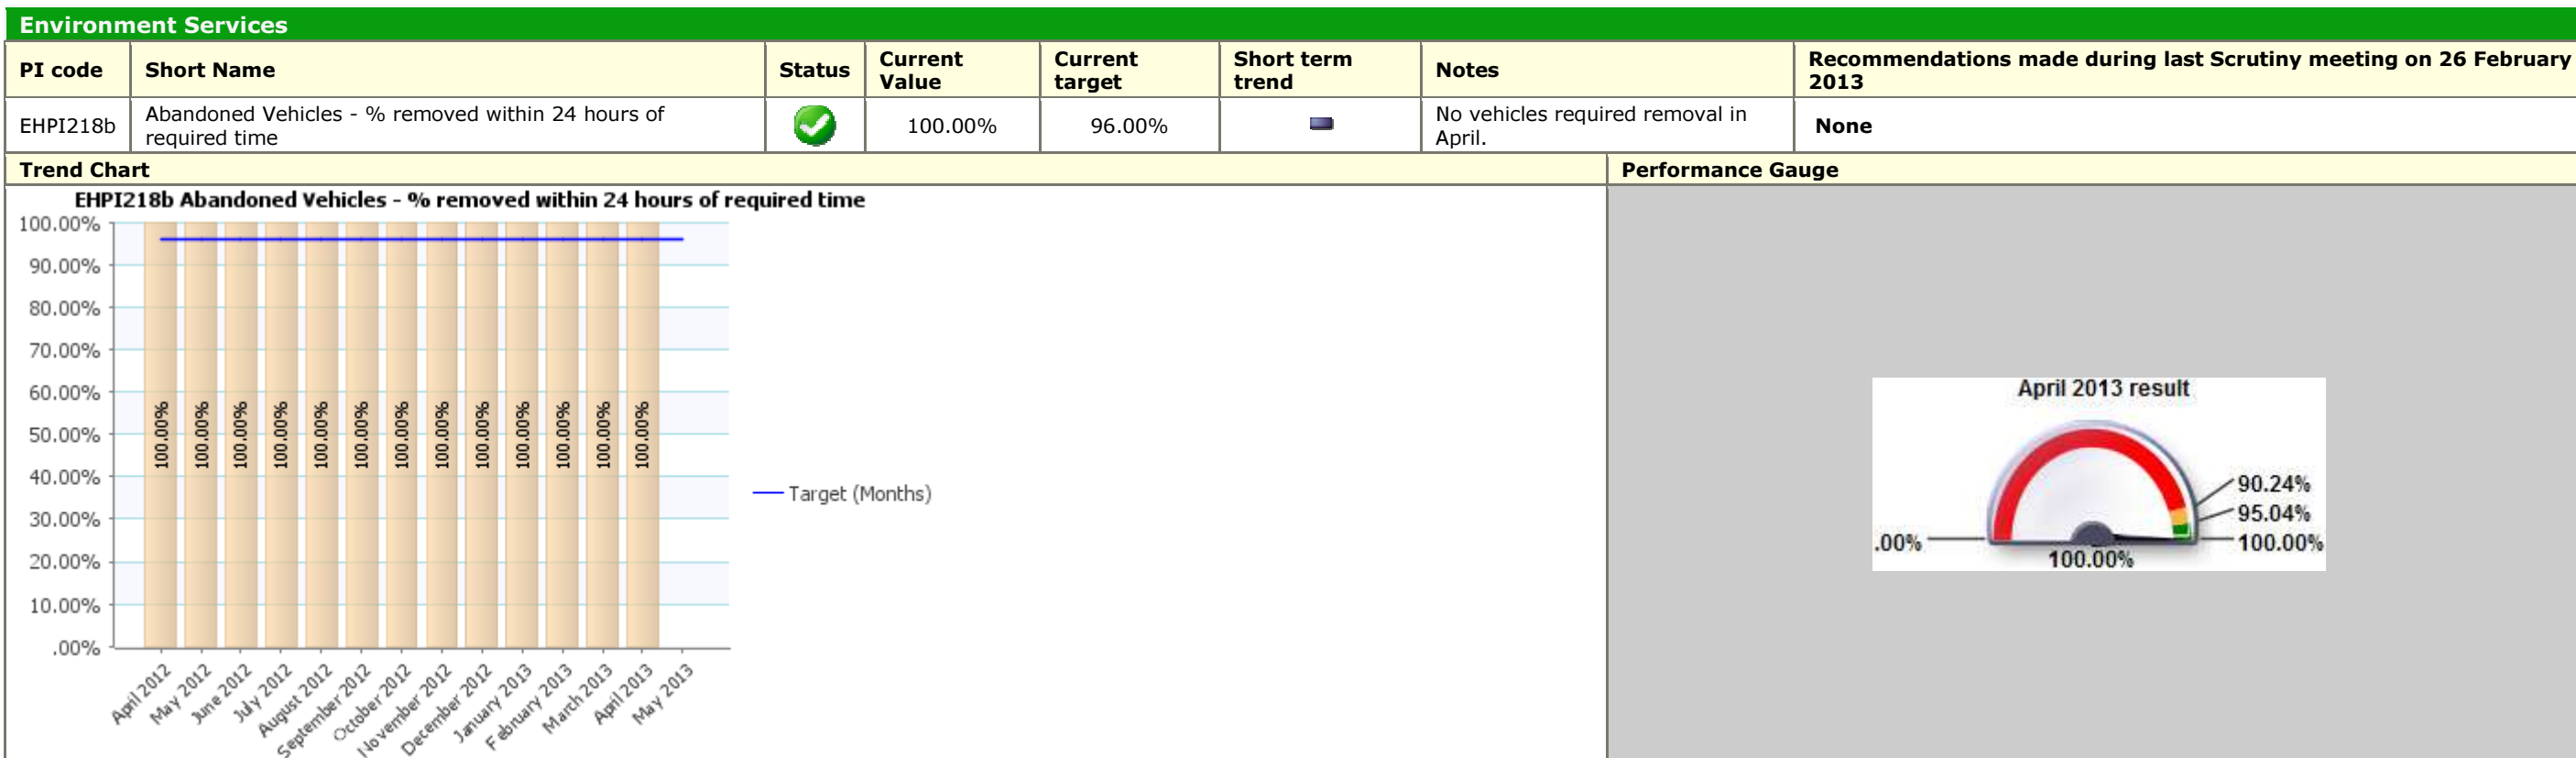 Environment Services
PI code
Short Name
Status
Current
Value
Current
target
Short term
trend
Notes
Recommendations made during last Scrutiny meeting on 26 February
2013
EHPI218b
Abandoned Vehicles - % removed within 24 hours of
required time
100.00%
96.00%
No vehicles required removal in
April.
None
Trend Chart
Performance Gauge
EHPI218b Abandoned Vehicles - % removed within 24 hours of required time
100.00%
90.00%
80.00%
70.00%
60.00%
50.00%
40.00%
30.00%
20.00%
10.00%
.00%
100.00%
100.00%
100.00%
100.00%
100.00%
100.00%
100.00%
100.00%
100.00%
100.00%
100.00%
100.00%
100.00%
April 2012
May 2012
June 2012
July 2012
August 2012
September 2012
October 2012
November 2012
December 2012
January 2013
February 2013
March 2013
April 2013
May 2013
Target (Months)
April 2013 result
90.24%
95.04%
100.00%
.00%
100.00%